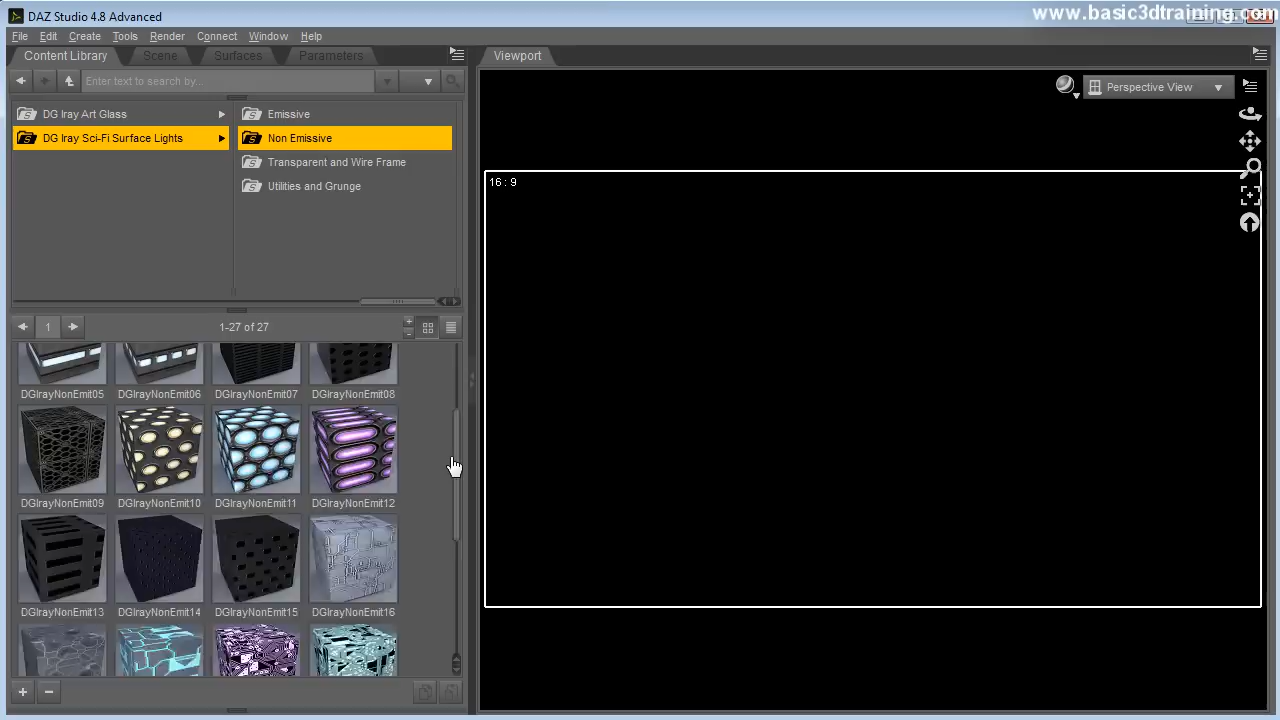 www.basic3dtraining.com
DAZ Studio 4.8 Advanced
File Edit Create Tools Render Connect Window Help
Content Library Scene Surfaces Parameters
Viewport
Enter text to search by...
Perspective View
DG Iray Art Glass
DG Iray Sci-Fi Surface Lights
Emissive
Non Emissive
Transparent and Wire Frame
Utilities and Grunge
16 : 9
1
1-27 of 27
DGIrayNonEmit05 DGIrayNonEmit06 DGIrayNonEmit07 DGIrayNonEmit08
DGIrayNonEmit09 DGIrayNonEmit10 DGIrayNonEmit11 DGIrayNonEmit12
DGIrayNonEmit13 DGIrayNonEmit14 DGIrayNonEmit15 DGIrayNonEmit16